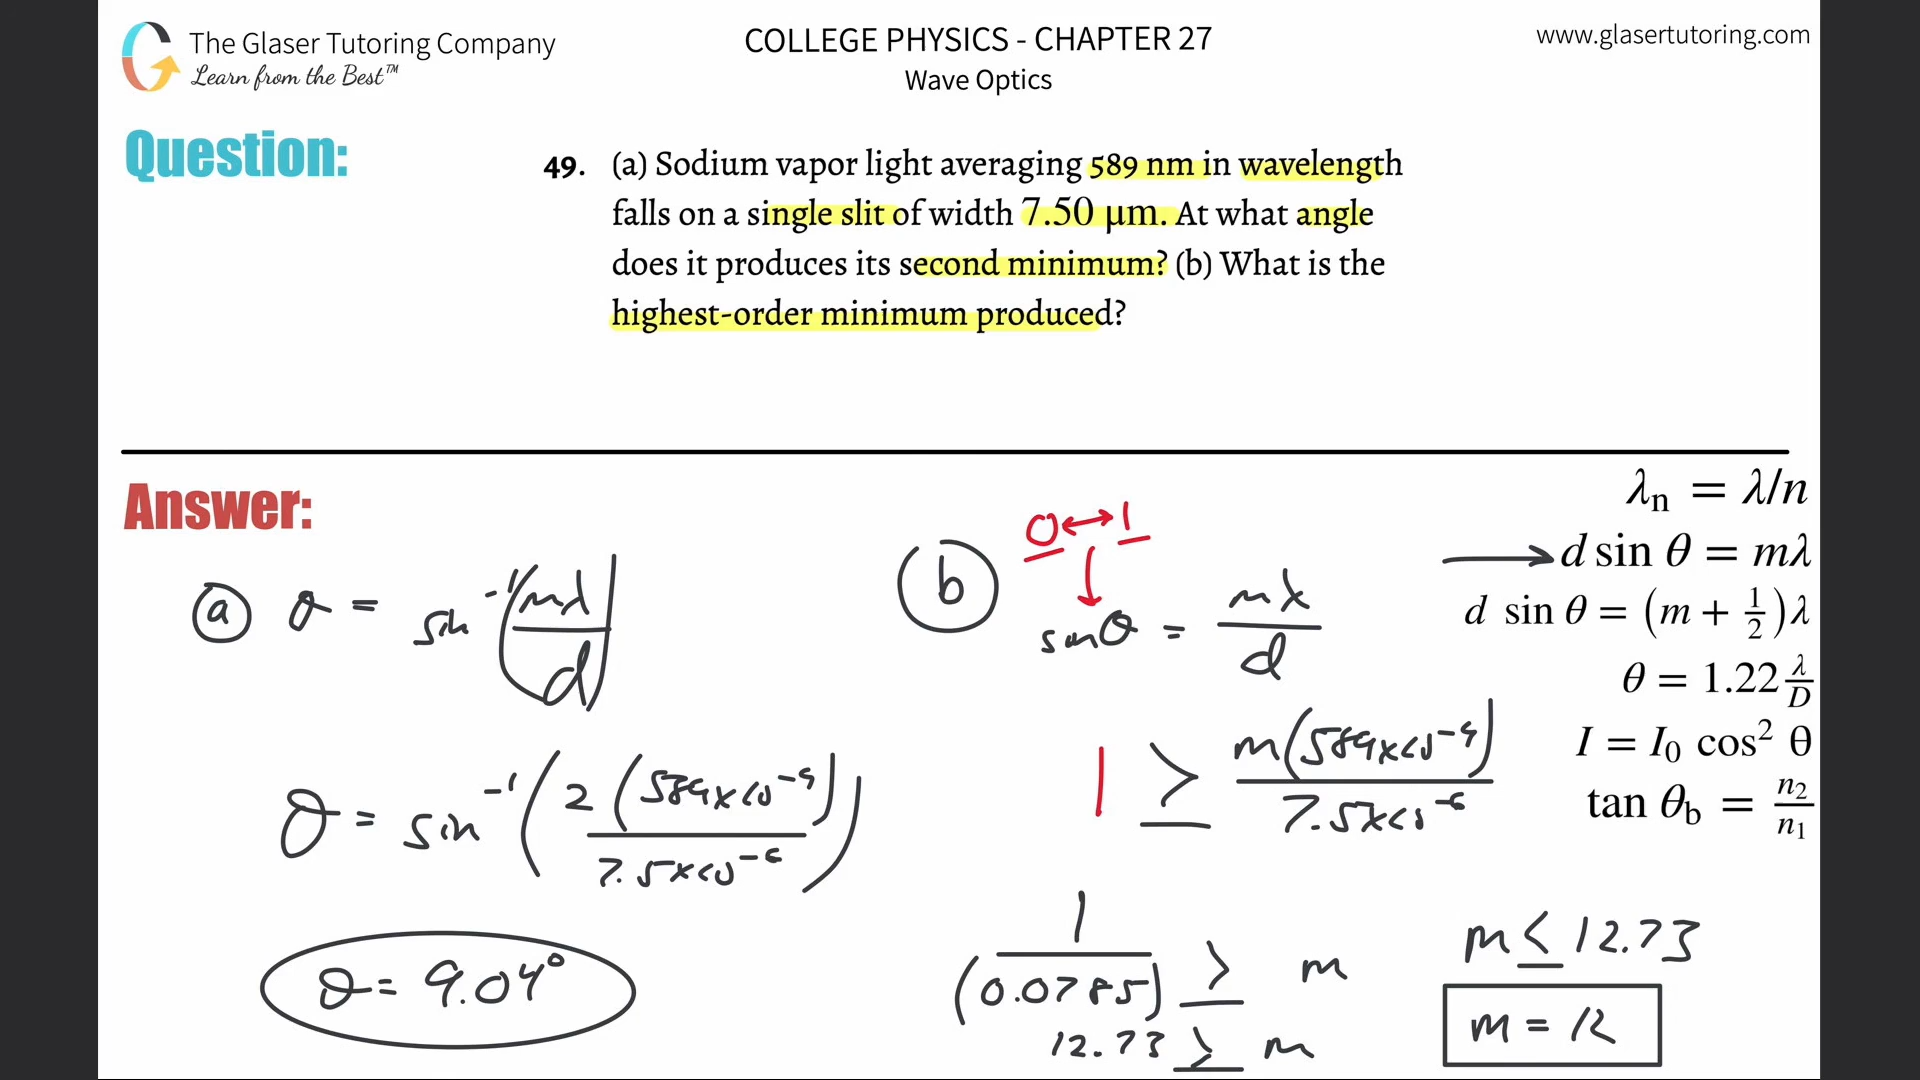 The Glaser Tutoring Company
Learn from the Best™
COLLEGE PHYSICS - CHAPTER 27
Wave Optics
www.glasertutoring.com
Question:
49. (a) Sodium vapor light averaging 589 nm in wavelength
falls on a single slit of width 7.50 μm. At what angle
does it produces its second minimum? (b) What is the
highest-order minimum produced?
Answer:
(a) θ = sin⁻¹(mλ/d)
θ = sin⁻¹(2(589x10⁻⁹)/7.5x10⁻⁶)
θ = 9.04°
(b)
0 ↔ 1
↓
sinθ = mλ/d
1 ≥ m(589x10⁻⁹)/7.5x10⁻⁶
1/(0.0785) ≥ m
12.73 ≥ m
m ≤ 12.73
m = 12
λₙ = λ/n
→ d sin θ = mλ
d sin θ = (m + 1/2)λ
θ = 1.22 λ/D
I = I₀ cos² θ
tan θ_b = n₂/n₁